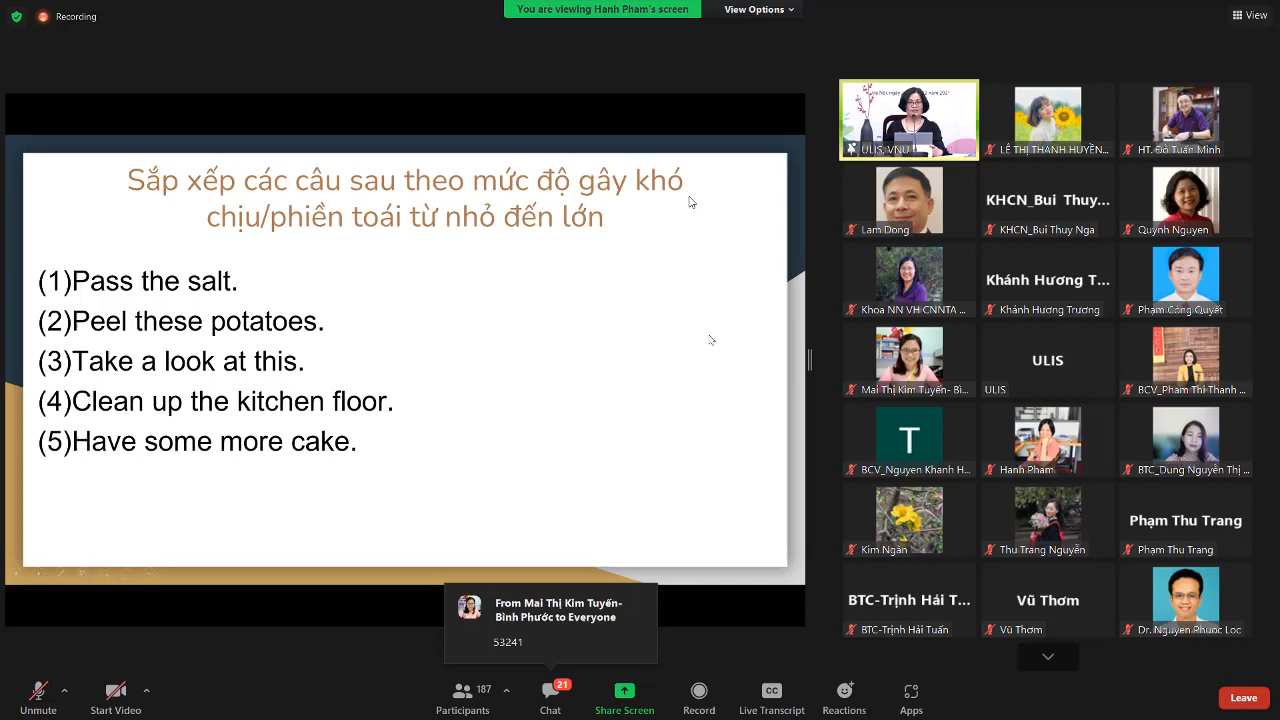 Recording
You are viewing Hanh Pham's screen
View Options
View
Sắp xếp các câu sau theo mức độ gây khó
chịu/phiền toái từ nhỏ đến lớn
(1)Pass the salt.
(2)Peel these potatoes.
(3)Take a look at this.
(4)Clean up the kitchen floor.
(5)Have some more cake.
ULIS, VNU
LÊ THỊ THANH HUYỀN...
HT. Đỗ Tuấn Minh
Lam Dong
KHCN_Bui Thuy...
KHCN_Bui Thuy Nga
Quỳnh Nguyen
Khoa NN VH CNNTA ...
Khánh Hương T...
Khánh Hương Trương
Phạm Công Quyết
Mai Thị Kim Tuyến- Bì...
ULIS
ULIS
BCV_Pham Thi Thanh ...
T
BCV_Nguyen Khanh H...
Hanh Pham
BTC_Dung Nguyễn Thị ...
Kim Ngân
Thu Trang Nguyễn
Phạm Thu Trang
Phạm Thu Trang
BTC-Trịnh Hải T...
BTC-Trịnh Hải Tuấn
Vũ Thơm
Vũ Thơm
Dr. Nguyen Phuoc Loc
From Mai Thị Kim Tuyến-
Bình Phước to Everyone
53241
Unmute
Start Video
187
Participants
21
Chat
Share Screen
Record
CC
Live Transcript
Reactions
Apps
Leave